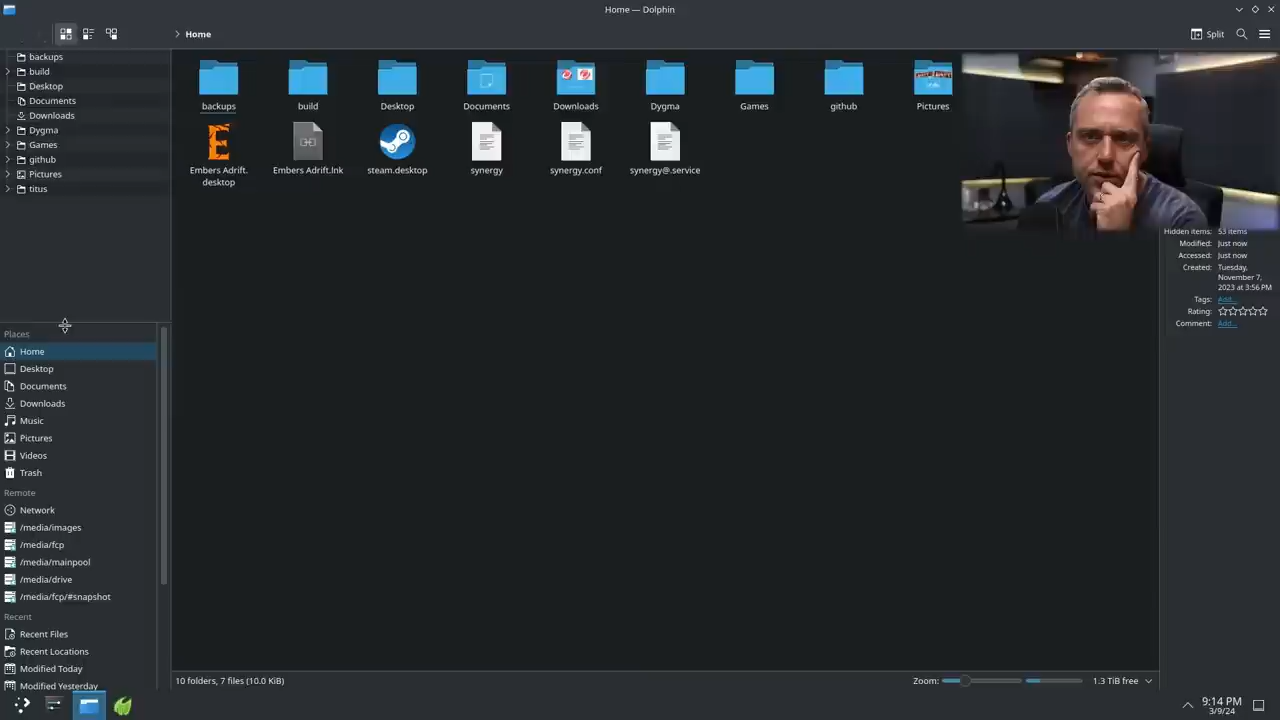 Home — Dolphin
Home
Split
backups
build
Desktop
Documents
Downloads
Dygma
Games
github
Pictures
titus
backups
build
Desktop
Documents
Downloads
Dygma
Games
github
Pictures
Embers Adrift.
desktop
Embers Adrift.lnk
steam.desktop
synergy
synergy.conf
synergy@.service
Hidden items: 53 items
Modified: Just now
Accessed: Just now
Created: Tuesday,
November 7,
2023 at 3:56 PM
Tags: Add...
Rating:
Comment: Add...
Places
Home
Desktop
Documents
Downloads
Music
Pictures
Videos
Trash
Remote
Network
/media/images
/media/fcp
/media/mainpool
/media/drive
/media/fcp/#snapshot
Recent
Recent Files
Recent Locations
Modified Today
Modified Yesterday
10 folders, 7 files (10.0 KiB)
Zoom:
1.3 TiB free
9:14 PM
3/9/24